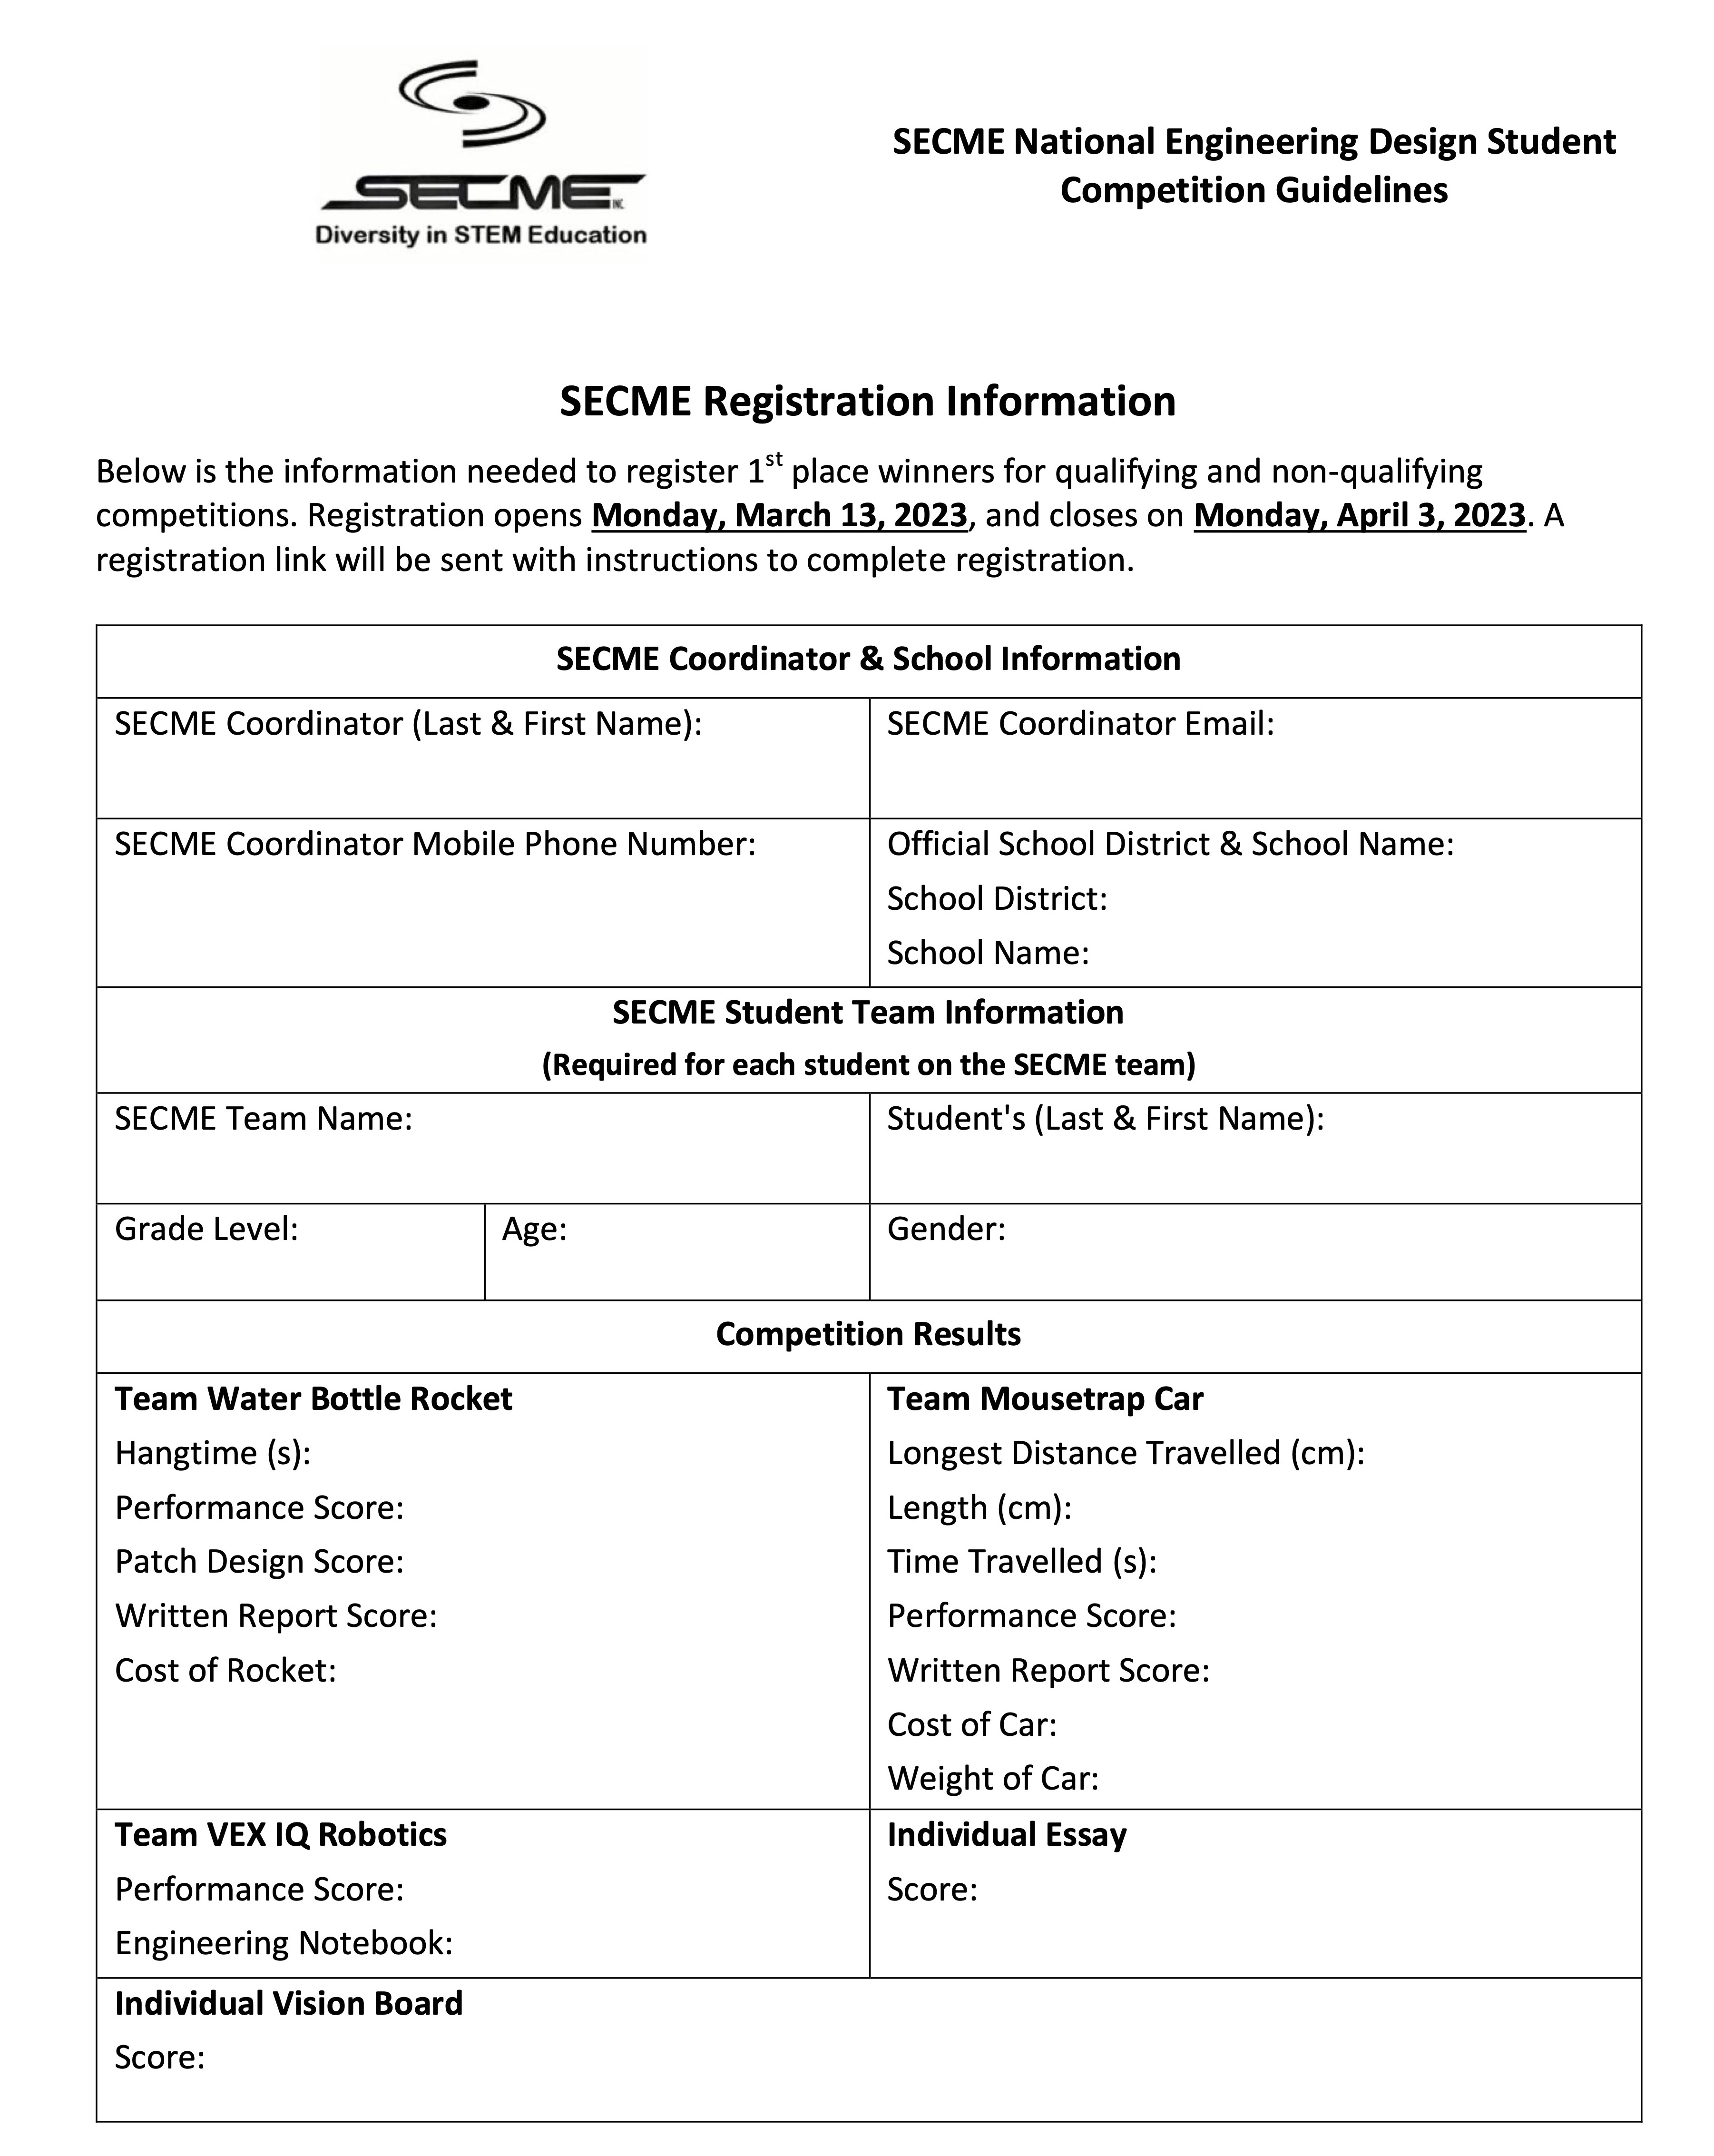 SECME INC.
Diversity in STEM Education
SECME National Engineering Design Student
Competition Guidelines
SECME Registration Information
Below is the information needed to register 1st place winners for qualifying and non-qualifying
competitions. Registration opens Monday, March 13, 2023, and closes on Monday, April 3, 2023. A
registration link will be sent with instructions to complete registration.
SECME Coordinator & School Information
SECME Coordinator (Last & First Name):
SECME Coordinator Email:
SECME Coordinator Mobile Phone Number:
Official School District & School Name:
School District:
School Name:
SECME Student Team Information
(Required for each student on the SECME team)
SECME Team Name:
Student's (Last & First Name):
Grade Level:
Age:
Gender:
Competition Results
Team Water Bottle Rocket
Hangtime (s):
Performance Score:
Patch Design Score:
Written Report Score:
Cost of Rocket:
Team Mousetrap Car
Longest Distance Travelled (cm):
Length (cm):
Time Travelled (s):
Performance Score:
Written Report Score:
Cost of Car:
Weight of Car:
Team VEX IQ Robotics
Performance Score:
Engineering Notebook:
Individual Essay
Score:
Individual Vision Board
Score: